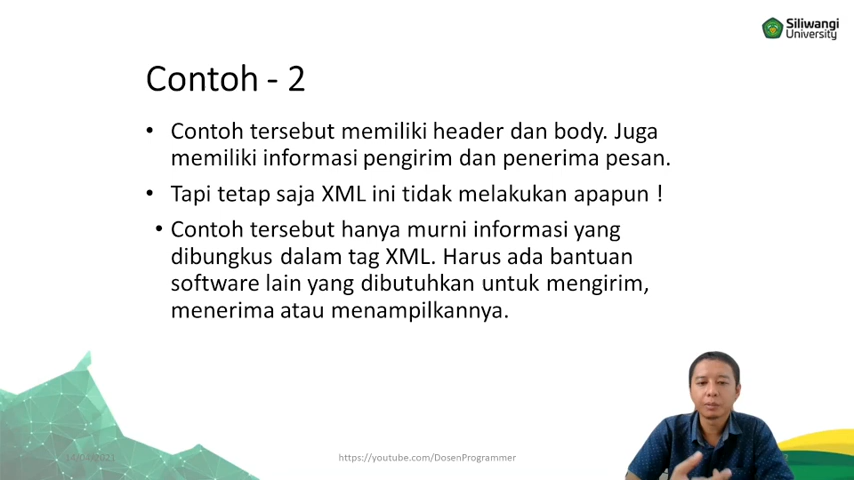 Siliwangi
University
Contoh - 2
• Contoh tersebut memiliki header dan body. Juga
memiliki informasi pengirim dan penerima pesan.
• Tapi tetap saja XML ini tidak melakukan apapun !
• Contoh tersebut hanya murni informasi yang
dibungkus dalam tag XML. Harus ada bantuan
software lain yang dibutuhkan untuk mengirim,
menerima atau menampilkannya.
https://youtube.com/DosenProgrammer